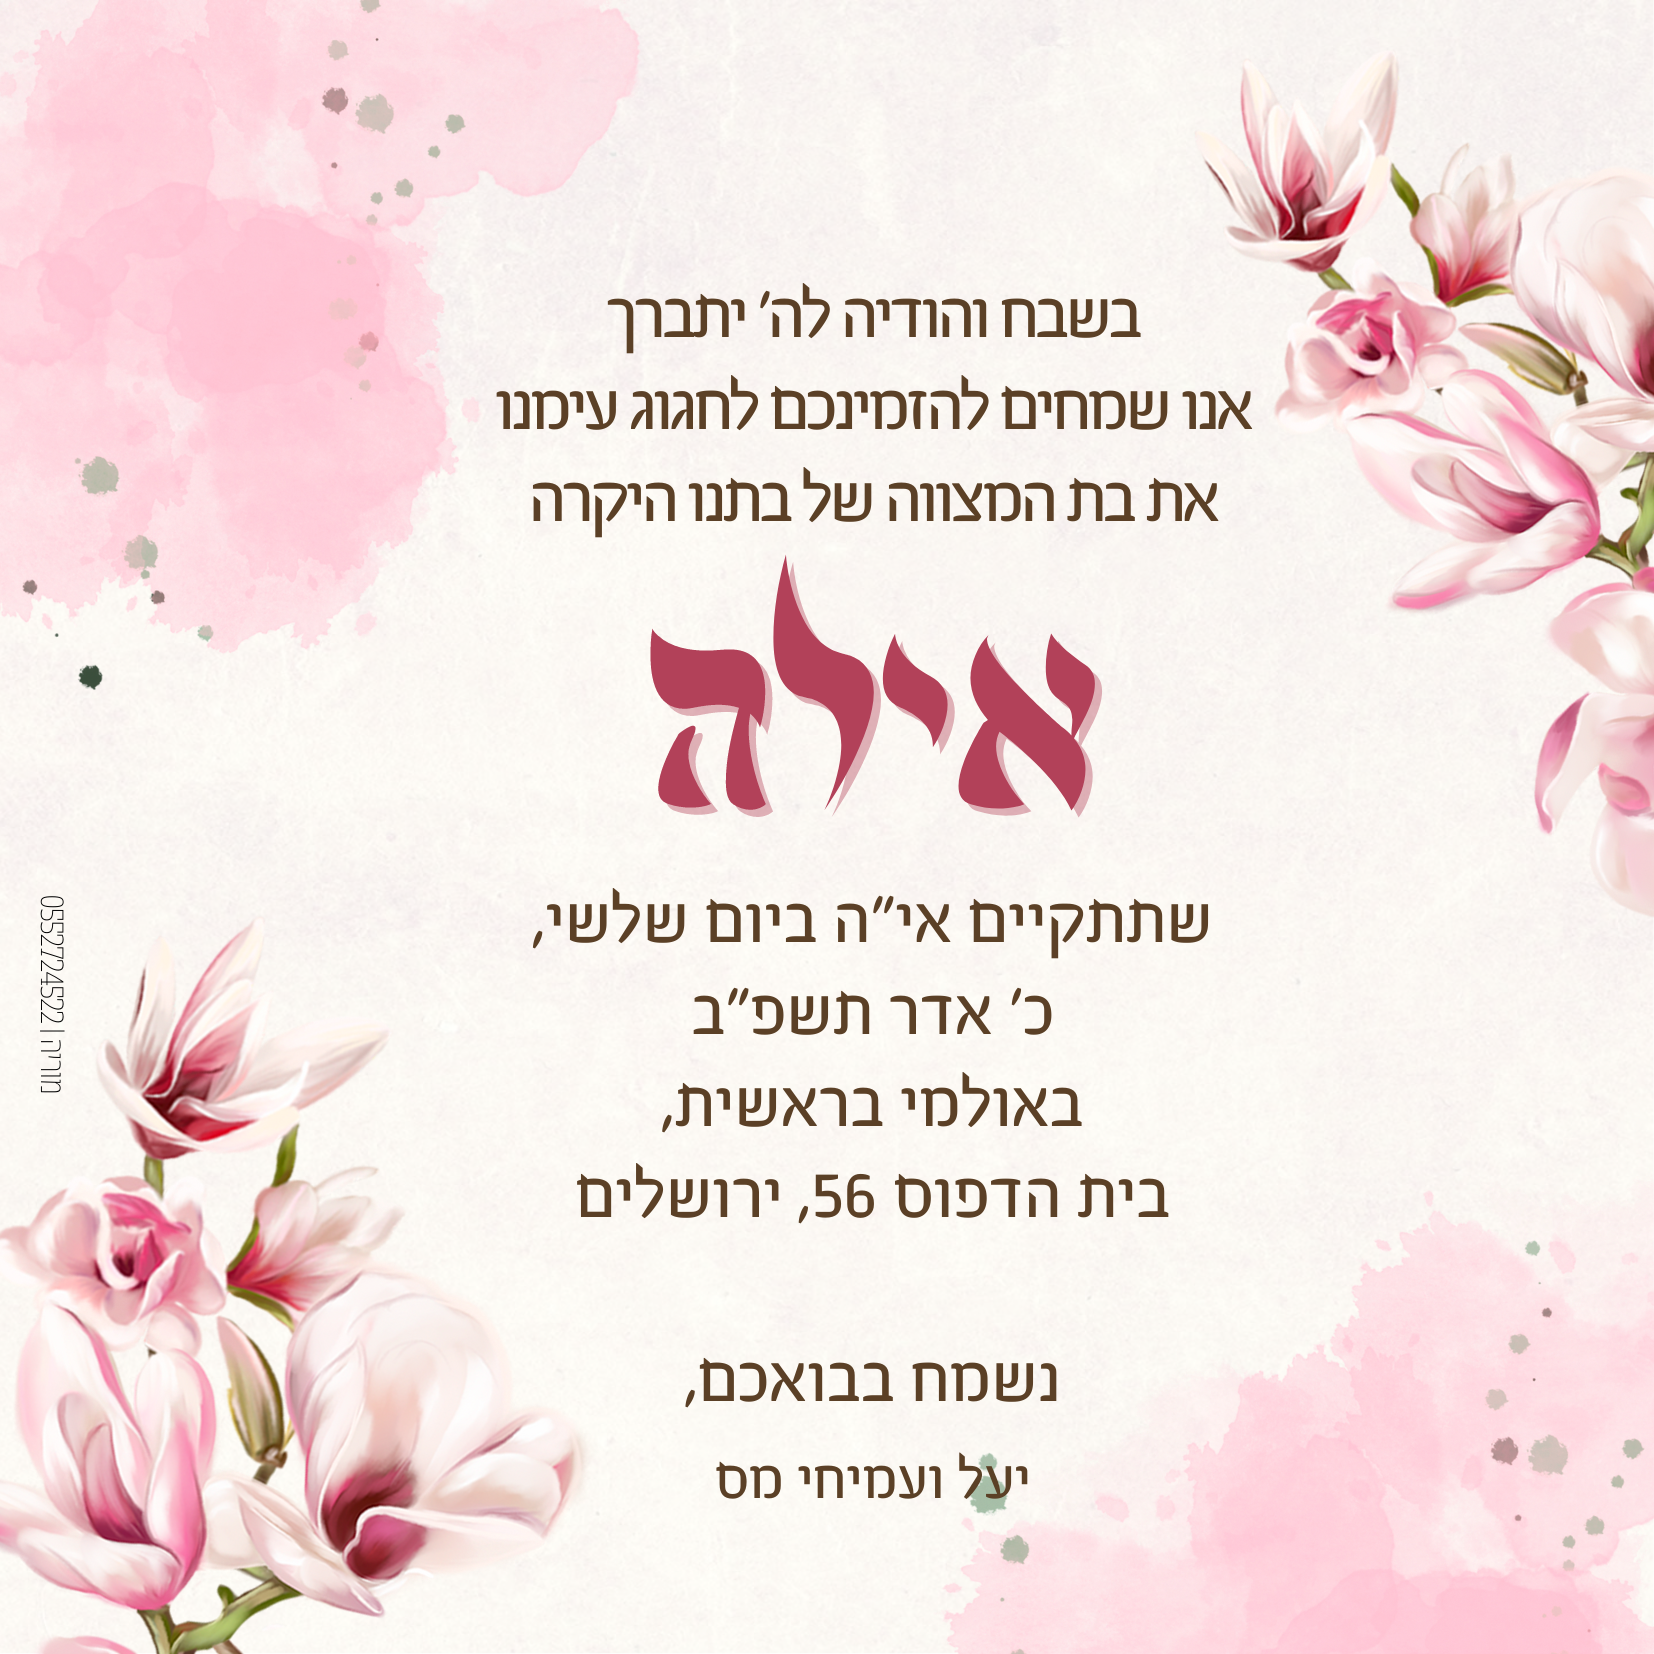 בשבח והודיה לה' יתברך
אנו שמחים להזמינכם לחגוג עימנו
את בת המצווה של בתנו היקרה
אילה
שתתקיים אי"ה ביום שלשי,
כ' אדר תשפ"ב
באולמי בראשית,
בית הדפוס 56, ירושלים
נשמח בבואכם,
יעל ועמיחי מס
מוריה | 0552724522